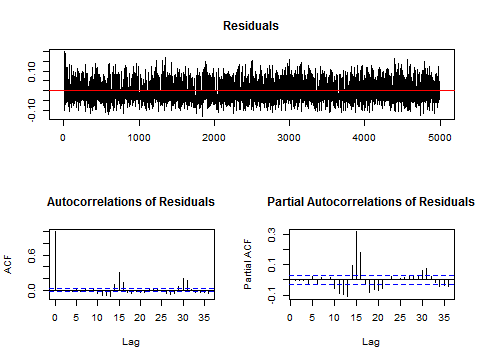 Residuals
0.10
-0.10
0 1000 2000 3000 4000 5000
Autocorrelations of Residuals
ACF
0.6
0.0
0 5 10 15 20 25 30 35
Lag
Partial Autocorrelations of Residuals
Partial ACF
0.3
0.1
-0.1
0 5 10 15 20 25 30 35
Lag